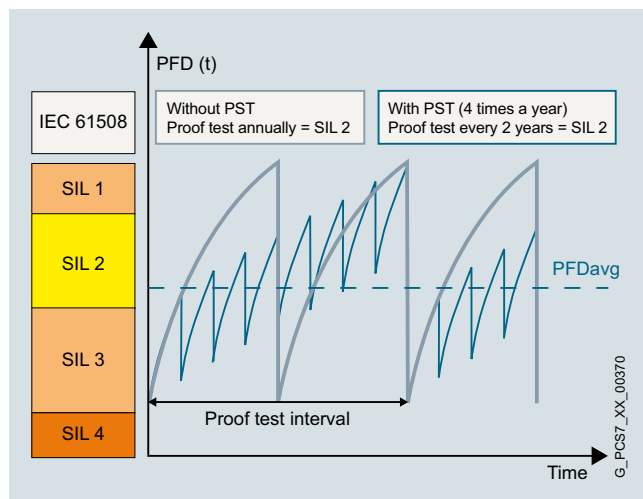 PFD (t)
IEC 61508
Without PST
Proof test annually = SIL 2
With PST (4 times a year)
Proof test every 2 years = SIL 2
SIL 1
SIL 2
SIL 3
SIL 4
PFDavg
Proof test interval
Time
G_PCS7_XX_00370